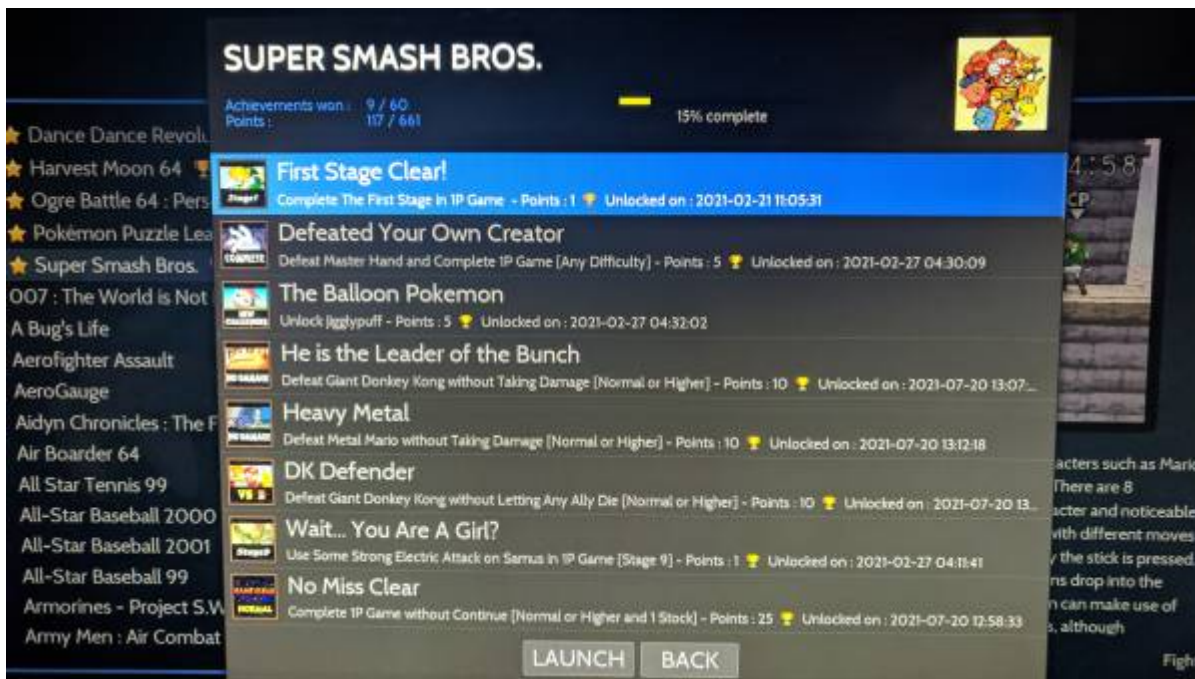 SUPER SMASH BROS.
Achievements won : 9 / 60
Points : 117 / 661
15% complete
Dance Dance Revolu
Harvest Moon 64
Ogre Battle 64 : Pers
Pokémon Puzzle Lea
Super Smash Bros.
007 : The World is Not
A Bug's Life
Aerofighter Assault
AeroGauge
Aidyn Chronicles : The F
Air Boarder 64
All Star Tennis 99
All-Star Baseball 2000
All-Star Baseball 2001
All-Star Baseball 99
Armorines - Project S.W
Army Men : Air Combat
First Stage Clear!
Complete The First Stage in 1P Game - Points : 1 Unlocked on : 2021-02-21 11:05:31
Defeated Your Own Creator
Defeat Master Hand and Complete 1P Game [Any Difficulty] - Points : 5 Unlocked on : 2021-02-27 04:30:09
The Balloon Pokemon
Unlock Jigglypuff - Points : 5 Unlocked on : 2021-02-27 04:32:02
He is the Leader of the Bunch
Defeat Giant Donkey Kong without Taking Damage [Normal or Higher] - Points : 10 Unlocked on : 2021-07-20 13:07:...
Heavy Metal
Defeat Metal Mario without Taking Damage [Normal or Higher] - Points : 10 Unlocked on : 2021-07-20 13:12:18
DK Defender
Defeat Giant Donkey Kong without Letting Any Ally Die [Normal or Higher] - Points : 10 Unlocked on : 2021-07-20 13...
Wait... You Are A Girl?
Use Some Strong Electric Attack on Samus in 1P Game [Stage 9] - Points : 1 Unlocked on : 2021-02-27 04:11:41
No Miss Clear
Complete 1P Game without Continue [Normal or Higher and 1 Stock] - Points : 25 Unlocked on : 2021-07-20 12:58:33
LAUNCH BACK
4:58
CP
acters such as Mario
There are 8
acter and noticeable
with different moves
y the stick is pressed.
ns drop into the
n can make use of
s, although
Figh